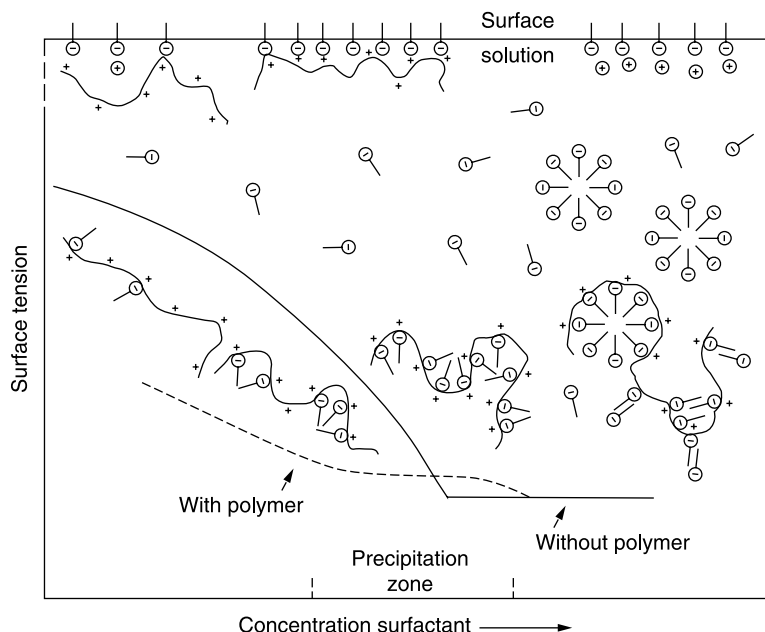 Surface
solution
Surface tension
With polymer
Without polymer
Precipitation
zone
Concentration surfactant